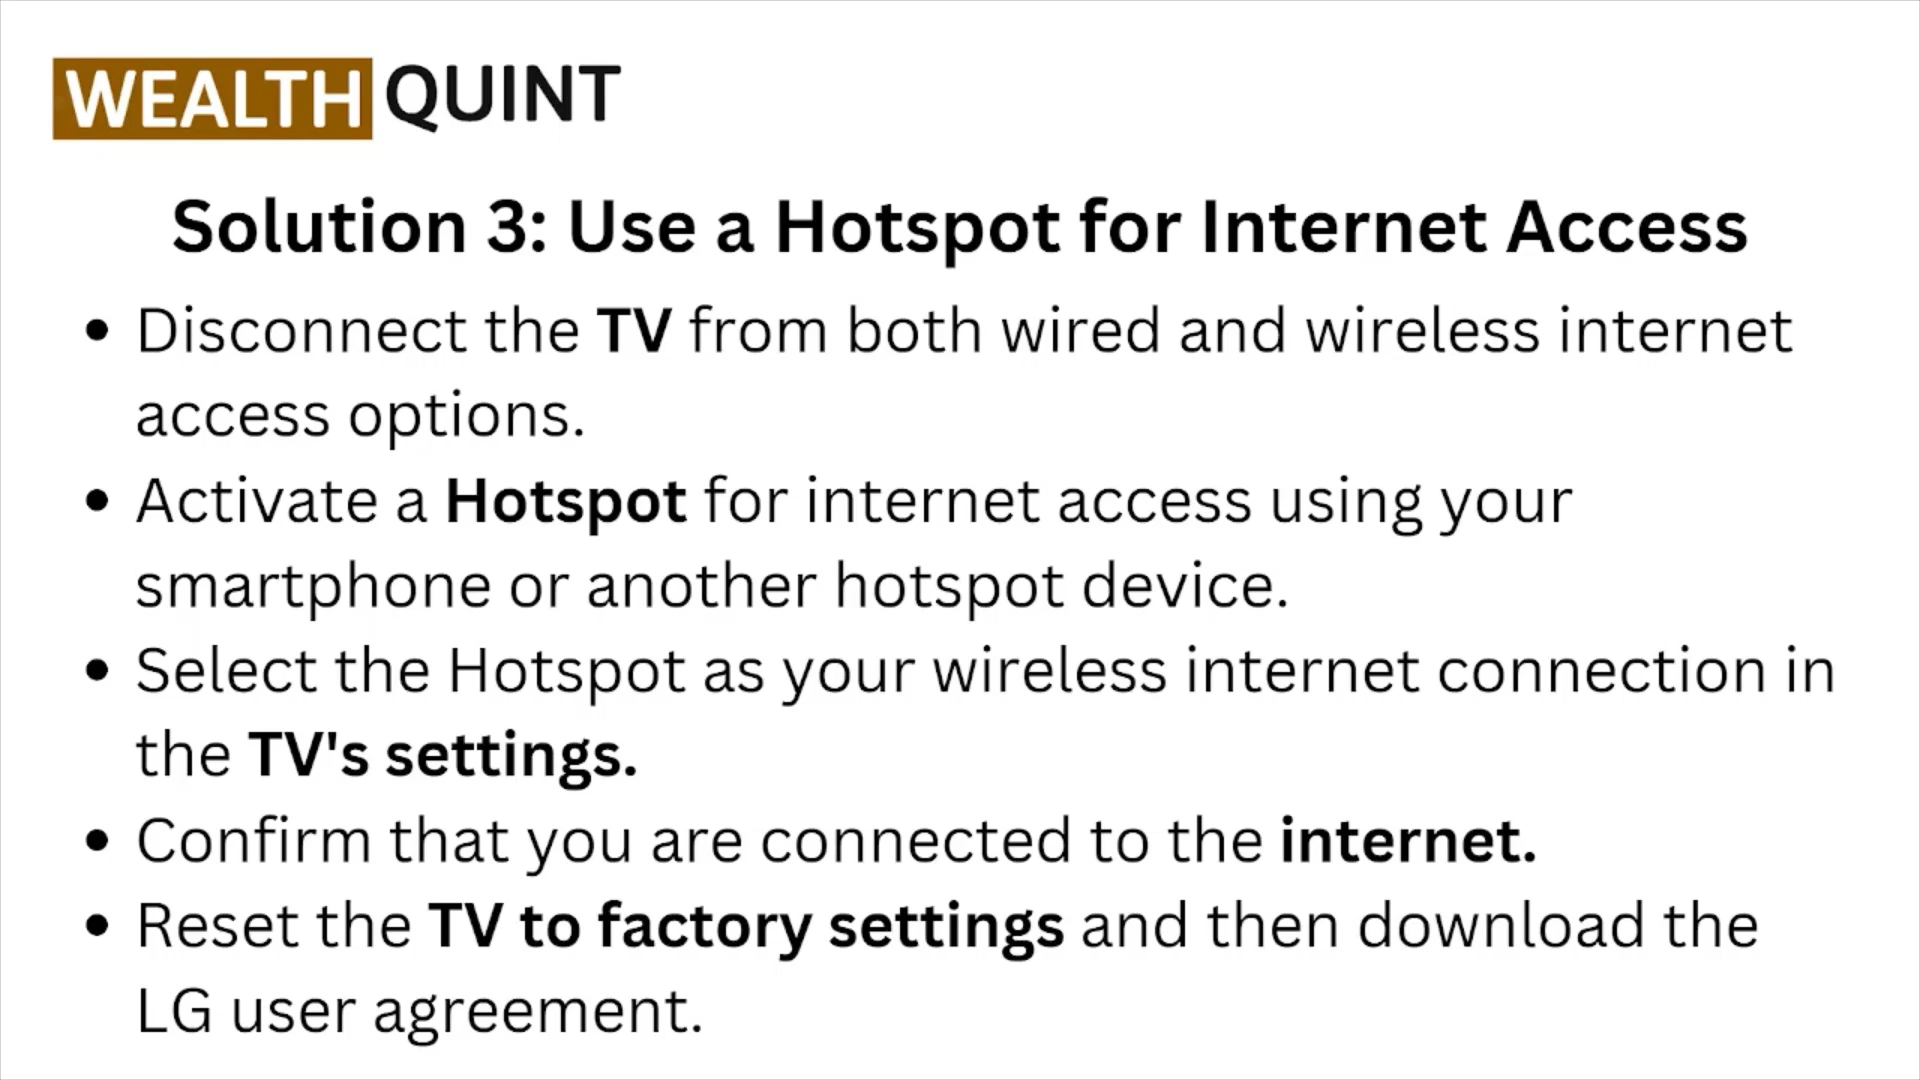 WEALTH QUINT
Solution 3: Use a Hotspot for Internet Access
• Disconnect the TV from both wired and wireless internet
access options.
• Activate a Hotspot for internet access using your
smartphone or another hotspot device.
• Select the Hotspot as your wireless internet connection in
the TV's settings.
• Confirm that you are connected to the internet.
• Reset the TV to factory settings and then download the
LG user agreement.